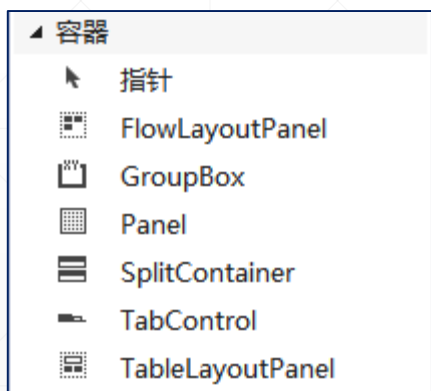 容器
指针
FlowLayoutPanel
GroupBox
Panel
SplitContainer
TabControl
TableLayoutPanel